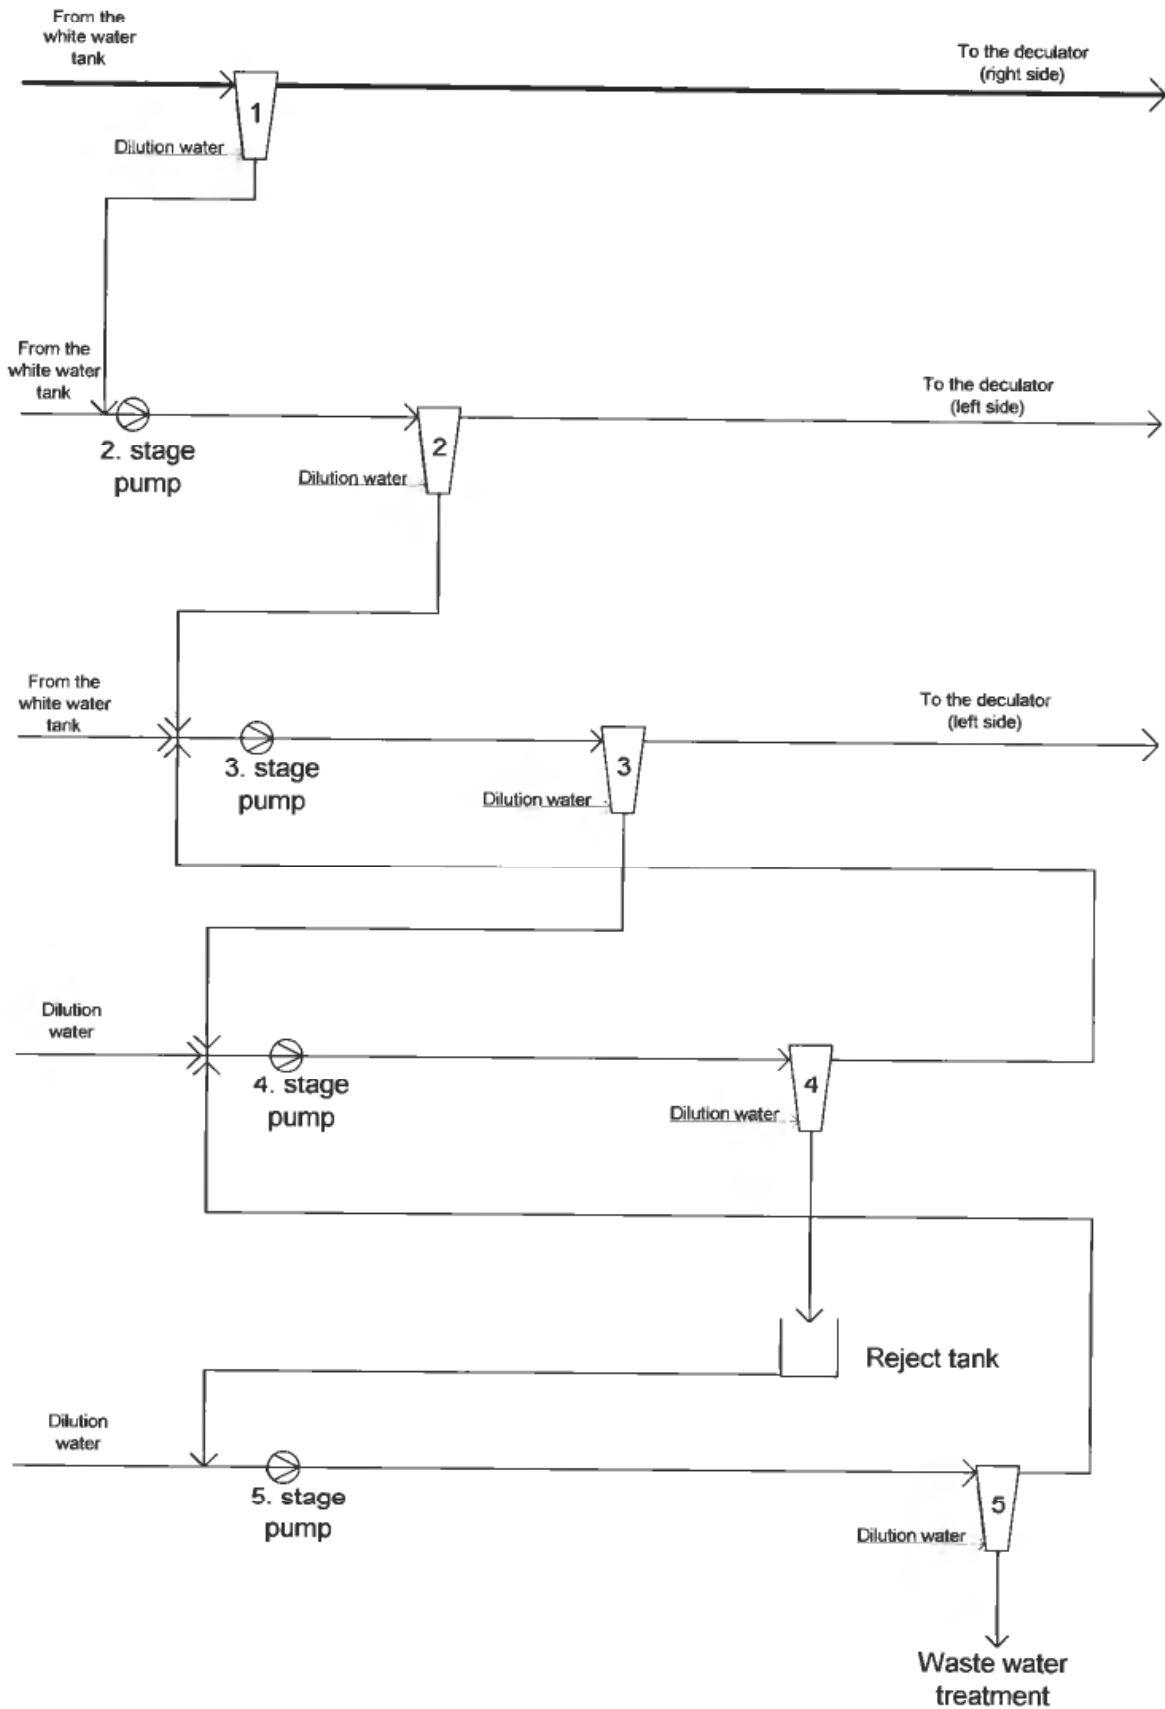 From the
white water
tank
To the deculator
(right side)
1
Dilution water
From the
white water
tank
To the deculator
(left side)
2. stage
pump
2
Dilution water
From the
white water
tank
To the deculator
(left side)
3. stage
pump
3
Dilution water
Dilution
water
4. stage
pump
4
Dilution water
Reject tank
Dilution
water
5. stage
pump
5
Dilution water
Waste water
treatment